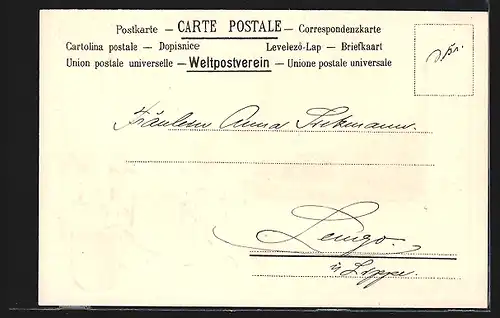 Postkarte – CARTE POSTALE – Correspondenzkarte
Cartolina postale – Dopisnice Levelező-Lap – Briefkaart
Union postale universelle – Weltpostverein – Unione postale universale
Fräulein Anna
Lemgo.
in Lippe.